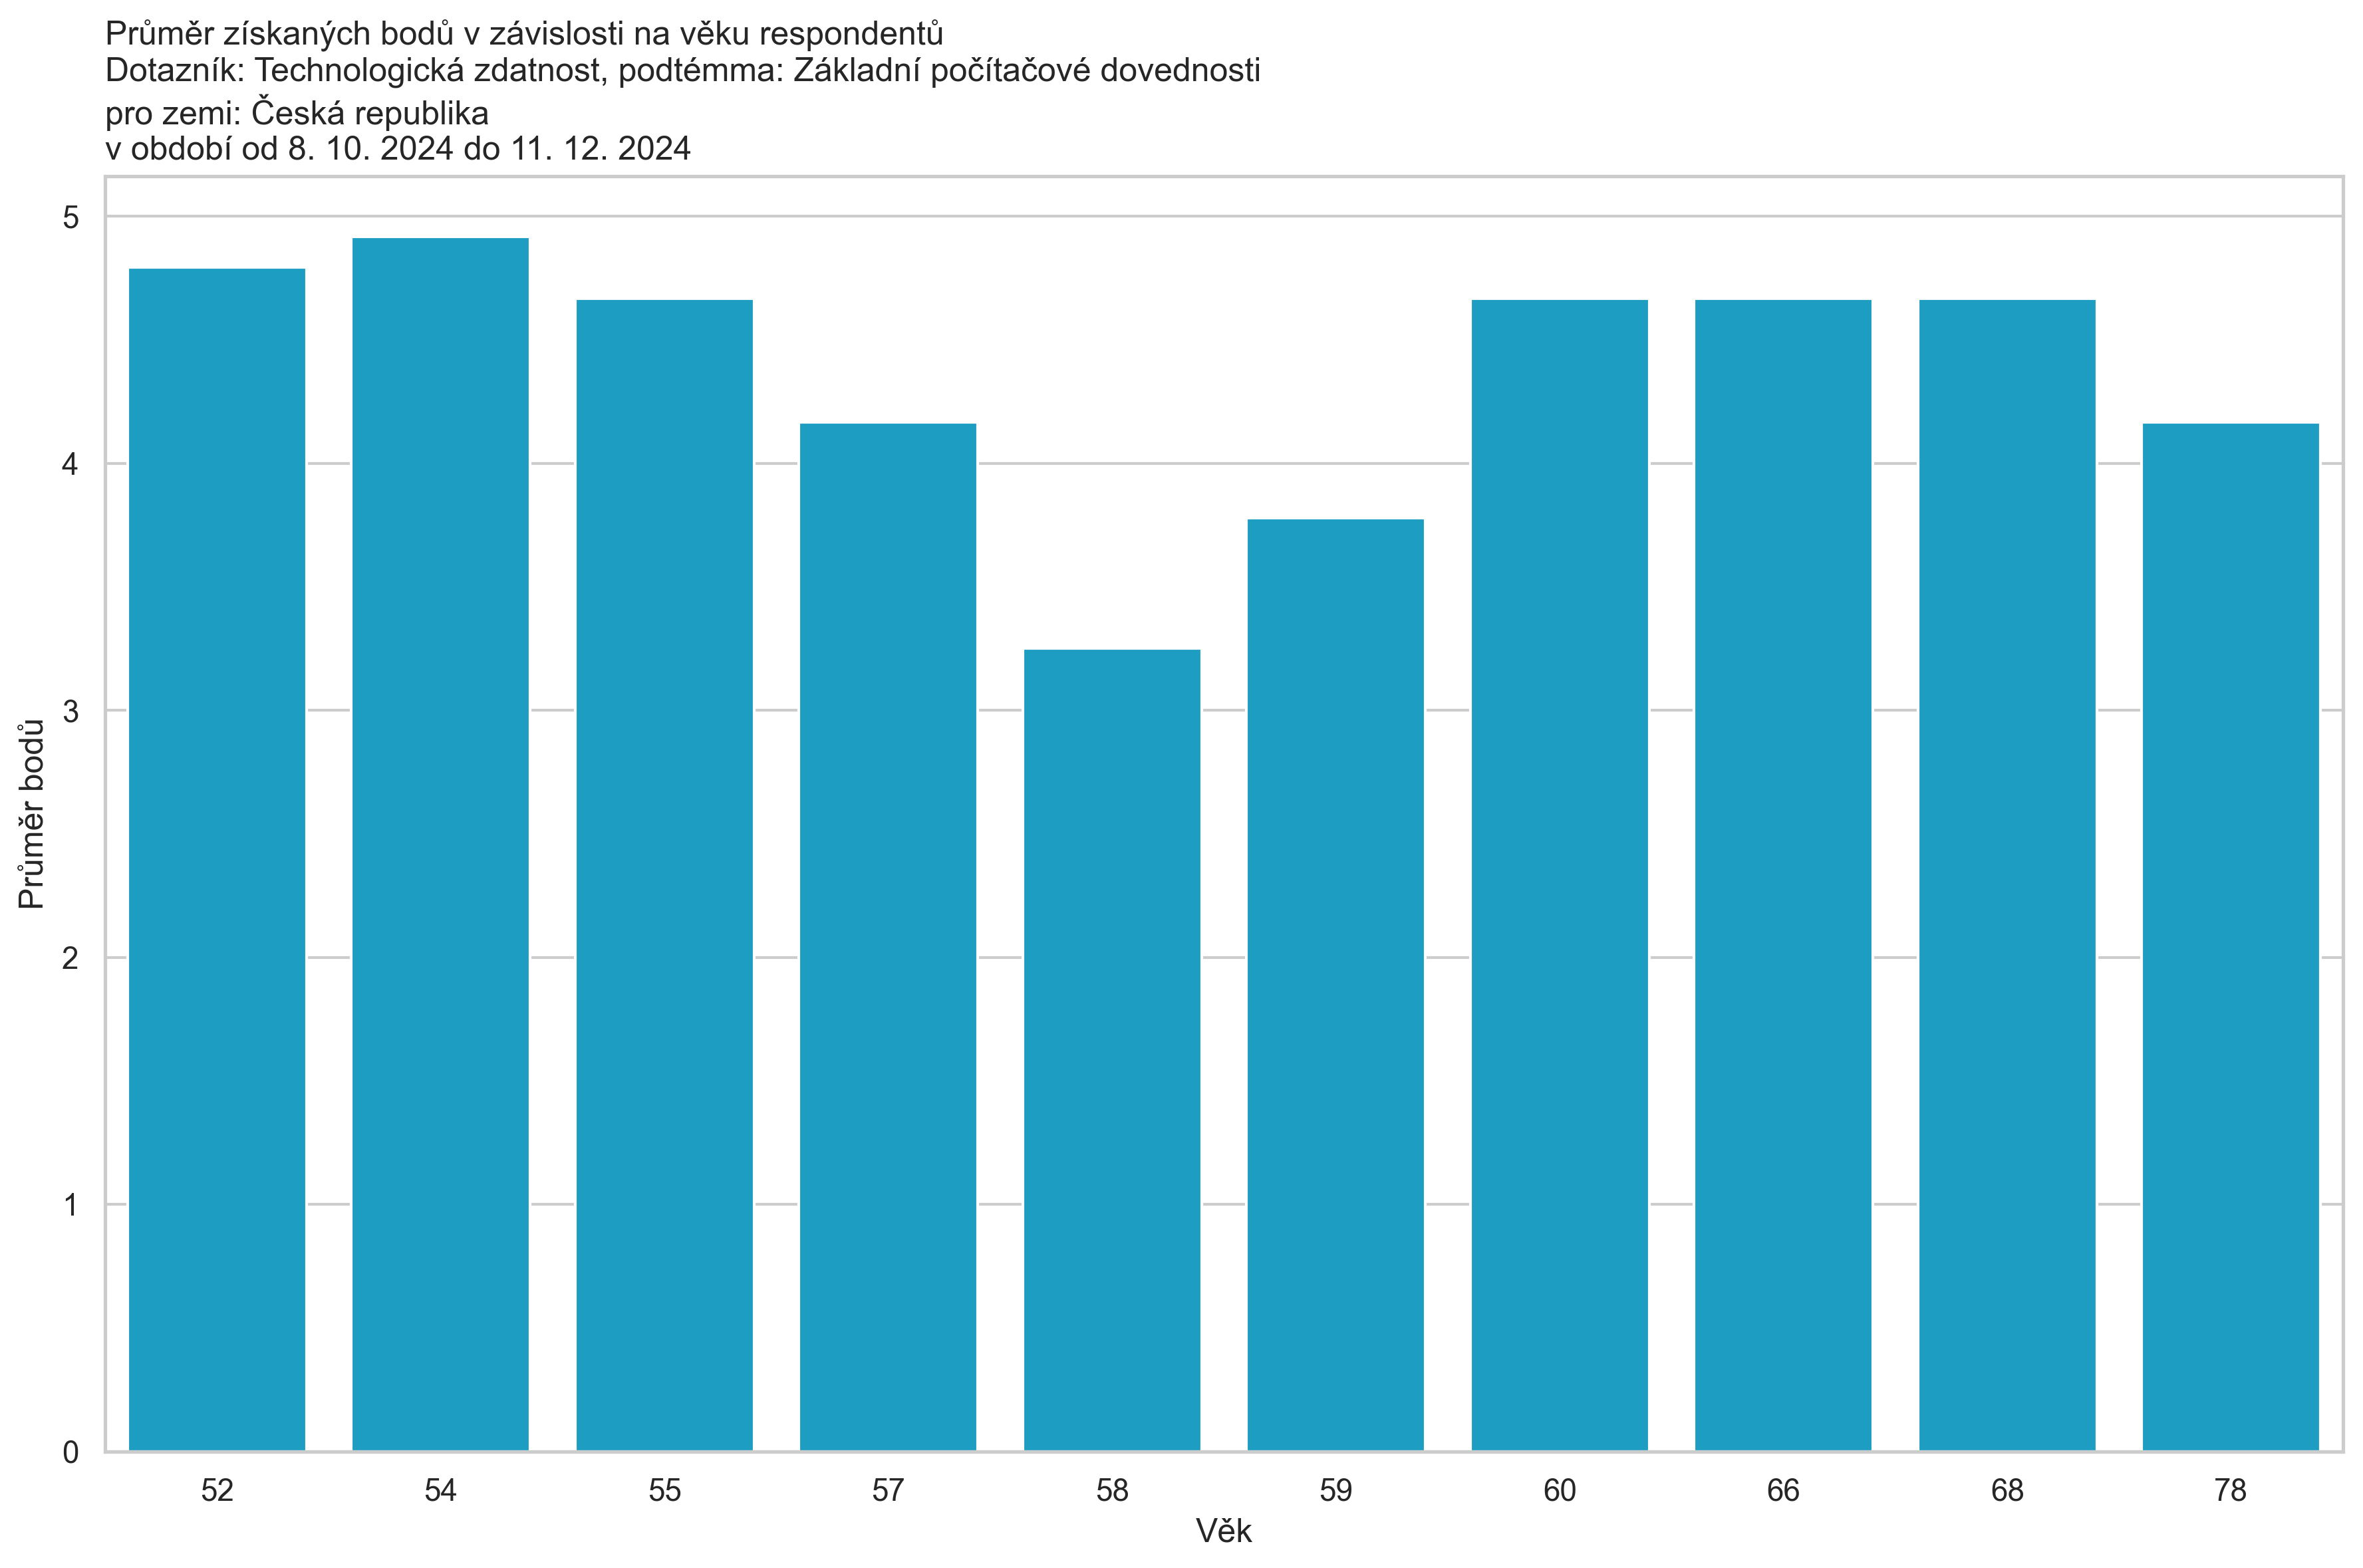 Průměr získaných bodů v závislosti na věku respondentů
Dotazník: Technologická zdatnost, podtémma: Základní počítačové dovednosti
pro zemi: Česká republika
v období od 8. 10. 2024 do 11. 12. 2024
5
4
3
2
1
0
Průměr bodů
52 54 55 57 58 59 60 66 68 78
Věk